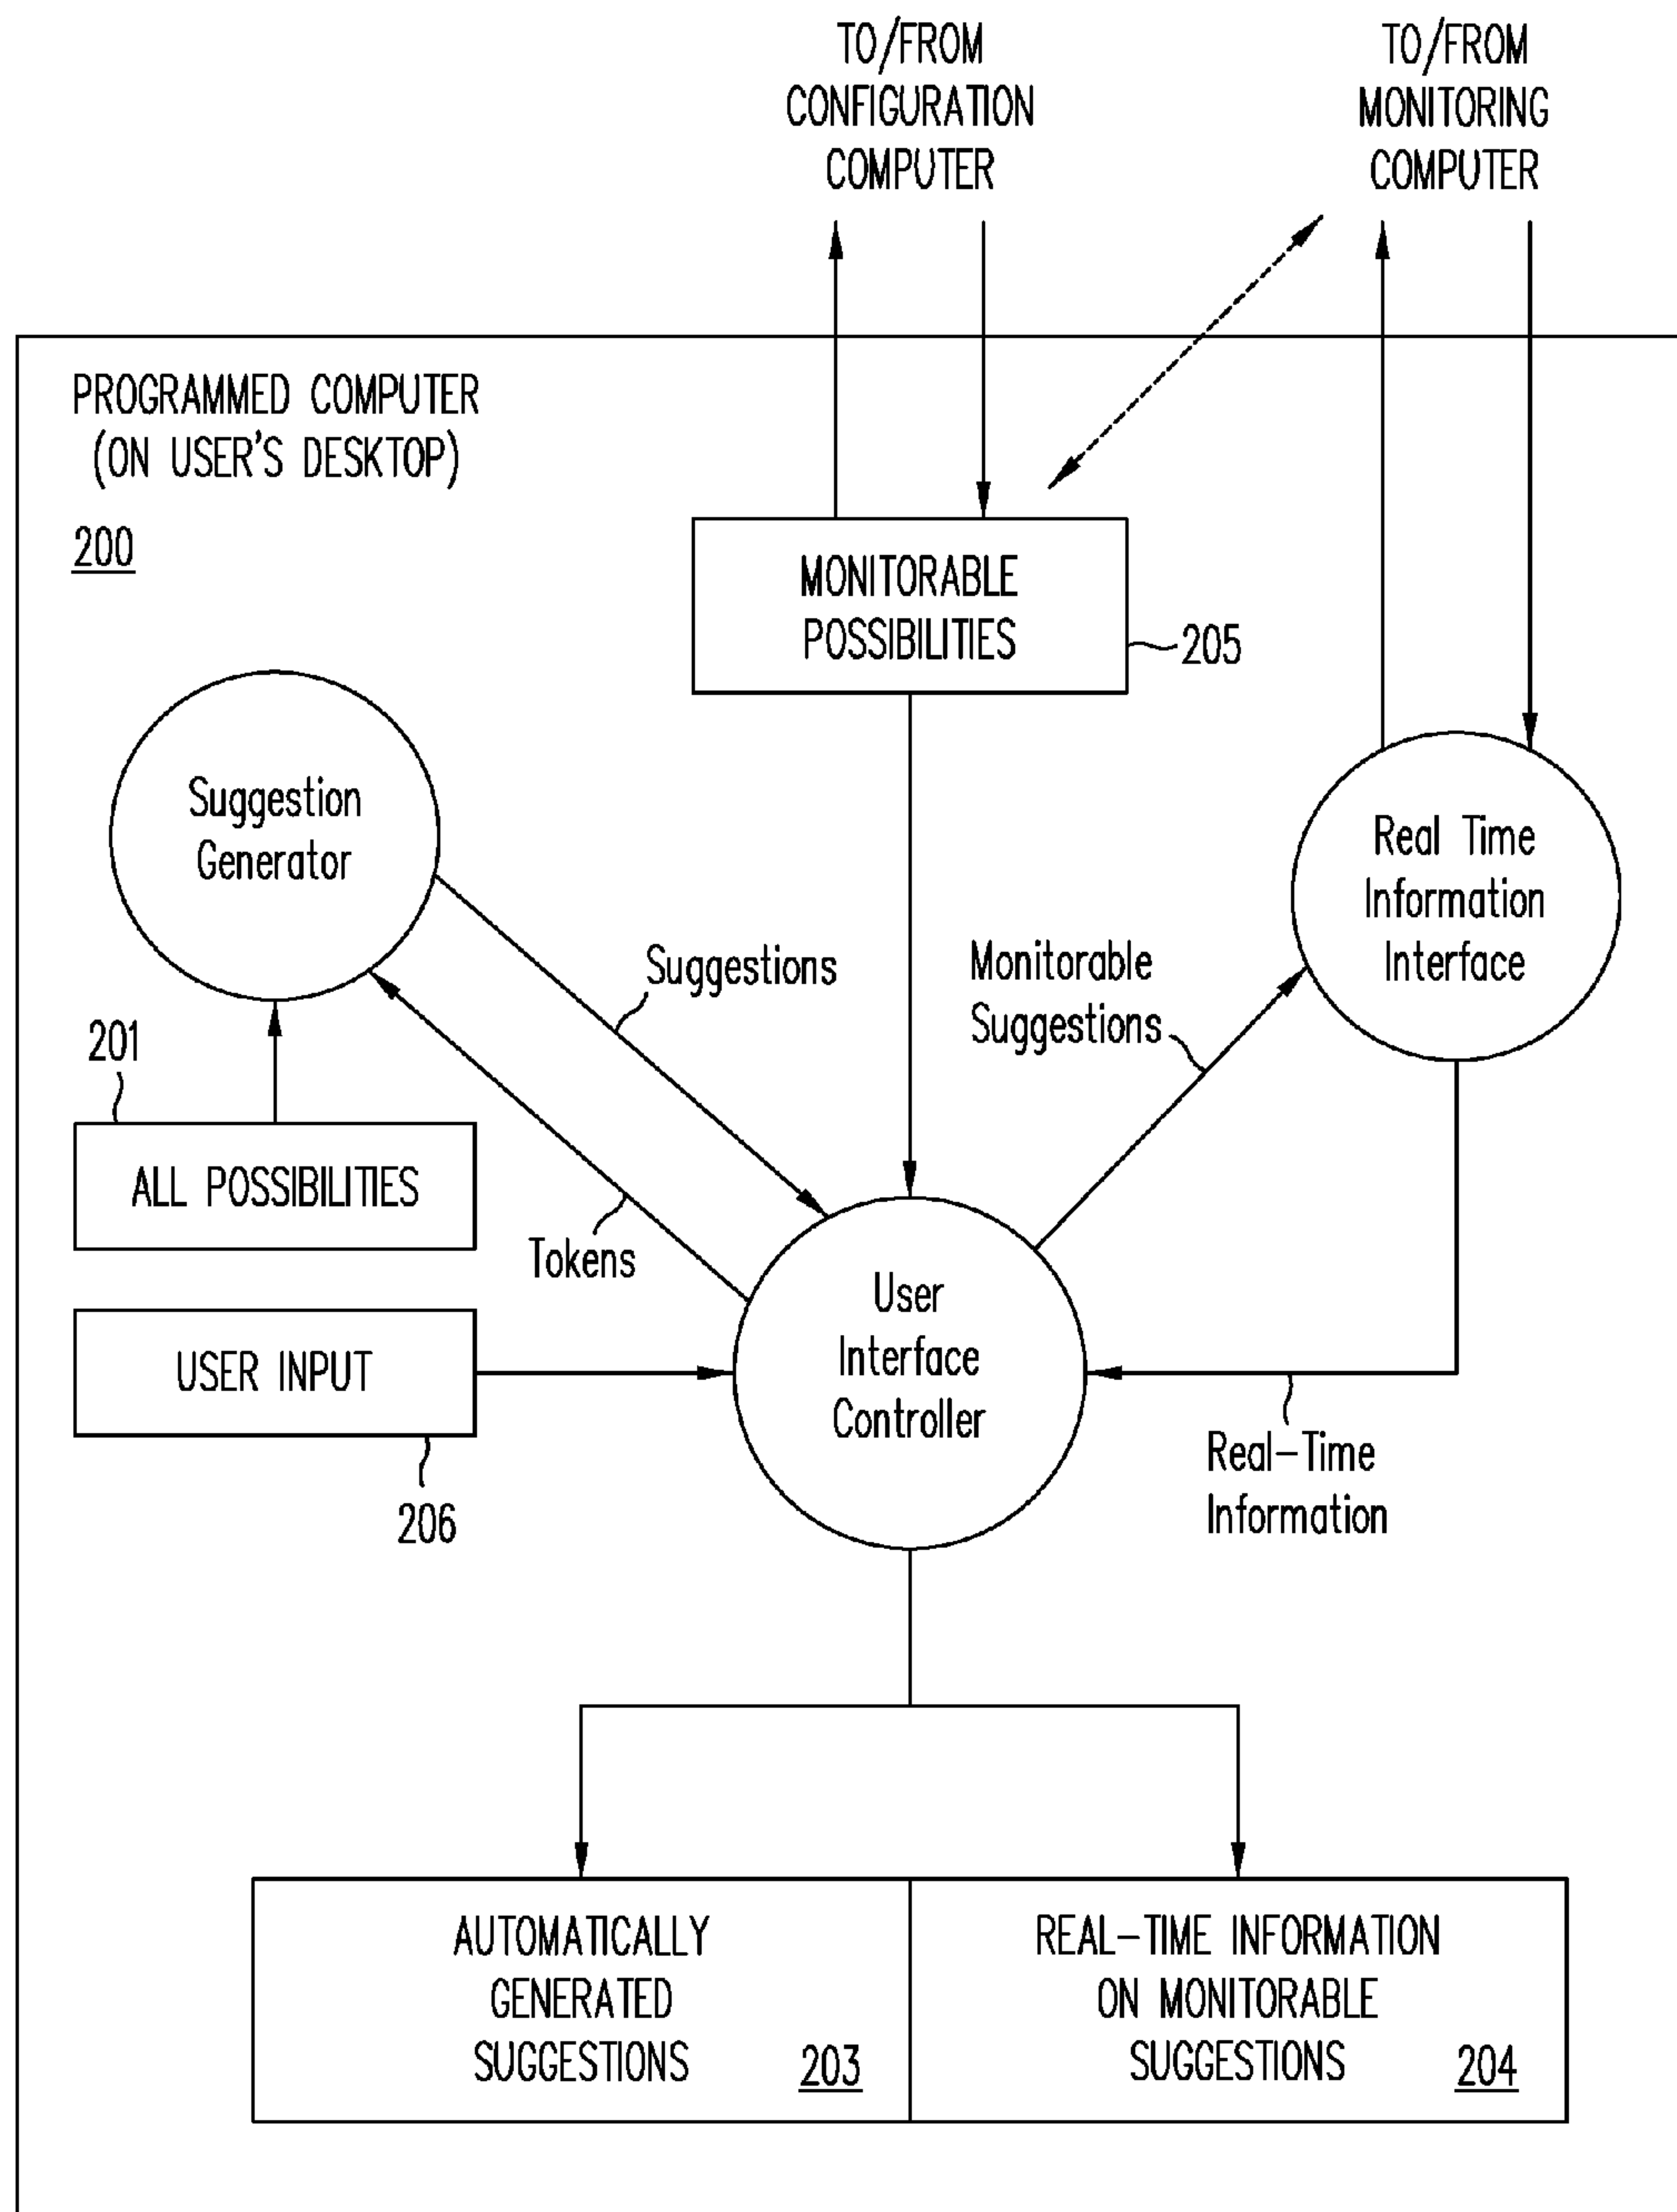 TO/FROM
CONFIGURATION
COMPUTER
TO/FROM
MONITORING
COMPUTER
PROGRAMMED COMPUTER
(ON USER'S DESKTOP)
200
MONITORABLE
POSSIBILITIES
205
Suggestion
Generator
Real Time
Information
Interface
Suggestions
Monitorable
Suggestions
201
ALL POSSIBILITIES
Tokens
USER INPUT
206
User
Interface
Controller
Real-Time
Information
AUTOMATICALLY
GENERATED
SUGGESTIONS
203
REAL-TIME INFORMATION
ON MONITORABLE
SUGGESTIONS
204